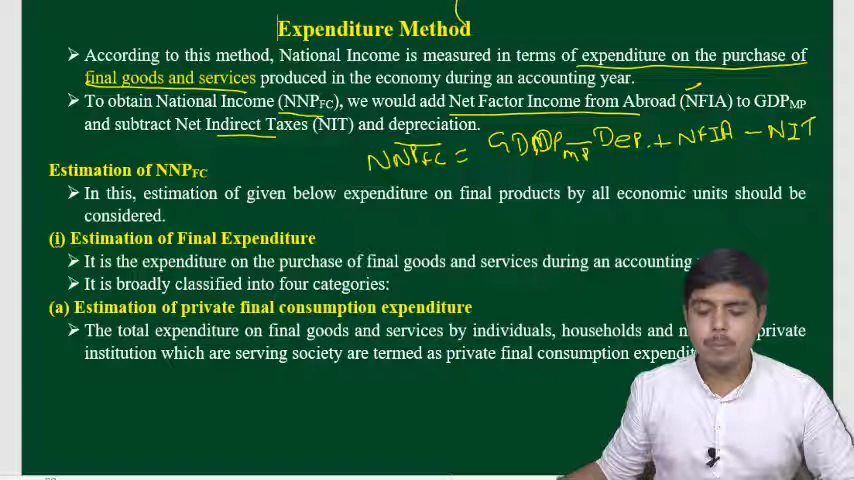 Expenditure Method
➢ According to this method, National Income is measured in terms of expenditure on the purchase of
final goods and services produced in the economy during an accounting year.
➢ To obtain National Income (NNPFC), we would add Net Factor Income from Abroad (NFIA) to GDPMP
and subtract Net Indirect Taxes (NIT) and depreciation.
NNPFC = GDPMP - Dep. + NFIA - NIT
Estimation of NNPFC
➢ In this, estimation of given below expenditure on final products by all economic units should be
considered.
(i) Estimation of Final Expenditure
➢ It is the expenditure on the purchase of final goods and services during an accounting
➢ It is broadly classified into four categories:
(a) Estimation of private final consumption expenditure
➢ The total expenditure on final goods and services by individuals, households and private
institution which are serving society are termed as private final consumption